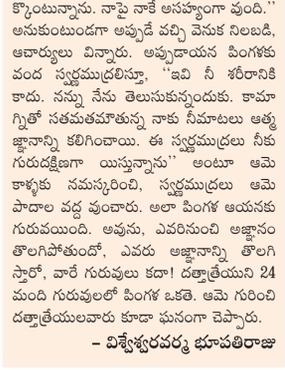 క్కొంటున్నాను. నాపై నాకే అసహ్యంగా వుంది.’’
అనుకుంటుండగా అప్పుడే వచ్చి వెనుక నిలబడి,
ఆచార్యులు విన్నారు. అప్పుడాయన పింగళకు
వంద స్వర్ణముద్రలిస్తూ, ‘‘ఇవి నీ శరీరానికి
కాదు. నన్ను నేను తెలుసుకున్నందుకు. కామా
గ్నితో సతమతమౌతున్న నాకు నీమాటలు ఆత్మ
జ్ఞానాన్ని కలిగించాయి. ఈ స్వర్ణముద్రలు నీకు
గురుదక్షిణగా యిస్తున్నాను’’ అంటూ ఆమె
కాళ్ళకు నమస్కరించి, స్వర్ణముద్రలు ఆమె
పాదాల వద్ద వుంచారు. అలా పింగళ ఆయనకు
గురువయింది. అవును, ఎవరినుంచి అజ్ఞానం
తొలగిపోతుందో, ఎవరు అజ్ఞానాన్ని తొలగి
స్తారో, వారే గురువులు కదా! దత్తాత్రేయుని 24
మంది గురువులలో పింగళ ఒకతె. ఆమె గురించి
దత్తాత్రేయులవారు కూడా ఘనంగా చెప్పారు.
– విశ్వేశ్వరవర్మ భూపతిరాజు